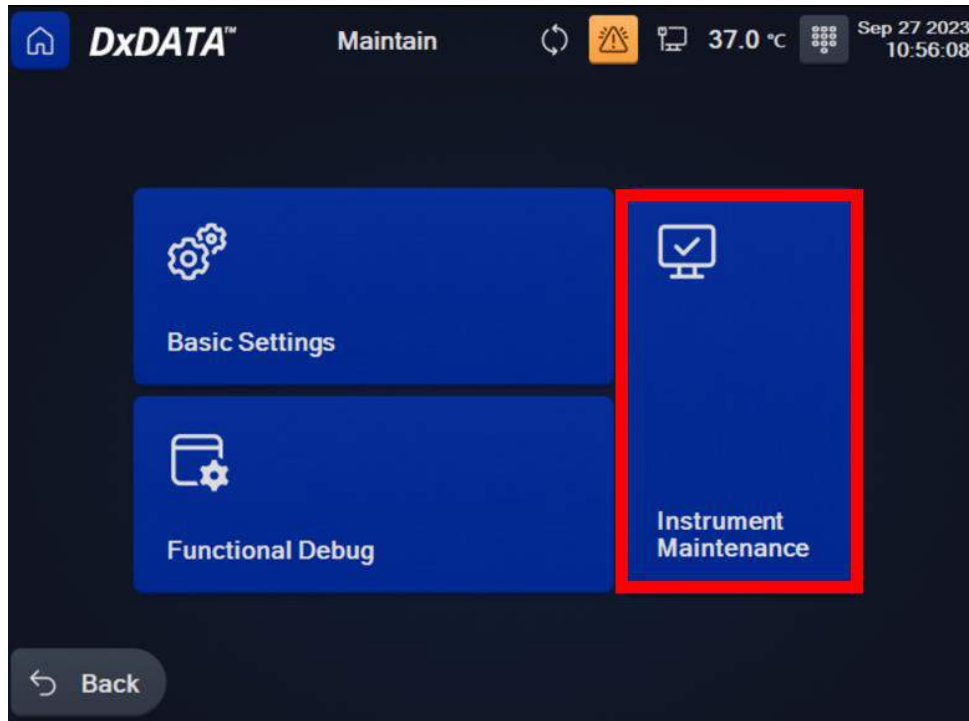 DxDATA™ Maintain 37.0 °C Sep 27 2023
10:56:08
Basic Settings
Functional Debug
Instrument
Maintenance
Back